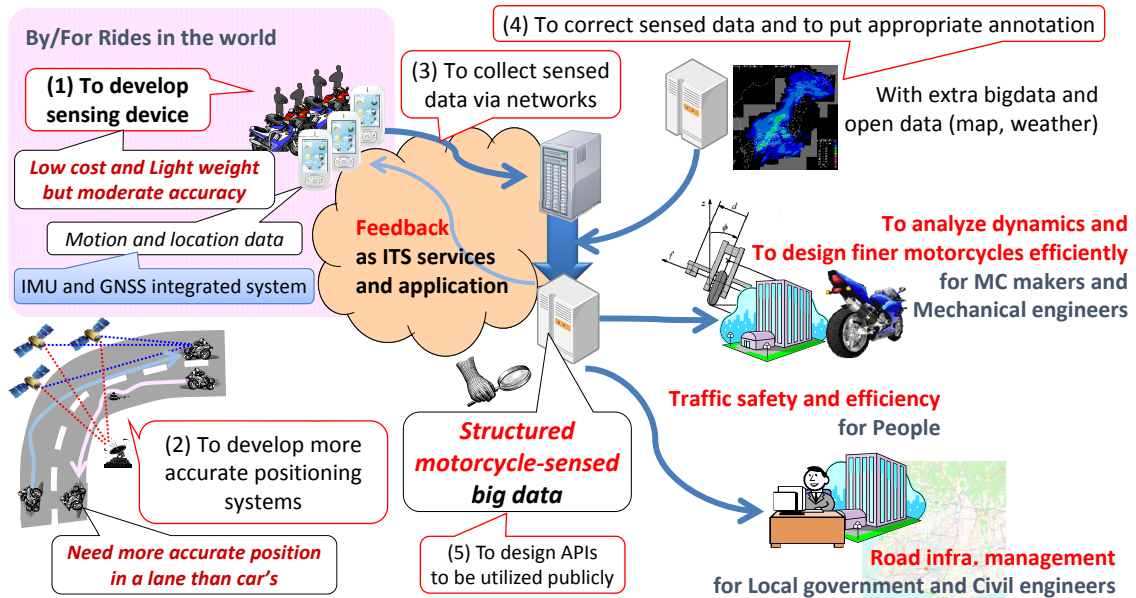 By/For Rides in the world
(1) To develop
sensing device
Low cost and Light weight
but moderate accuracy
Motion and location data
IMU and GNSS integrated system
(3) To collect sensed
data via networks
(4) To correct sensed data and to put appropriate annotation
With extra bigdata and
open data (map, weather)
Feedback
as ITS services
and application
z
d
ϕ
f
To analyze dynamics and
To design finer motorcycles efficiently
for MC makers and
Mechanical engineers
(2) To develop more
accurate positioning
systems
Need more accurate position
in a lane than car's
Structured
motorcycle-sensed
big data
(5) To design APIs
to be utilized publicly
Traffic safety and efficiency
for People
Road infra. management
for Local government and Civil engineers